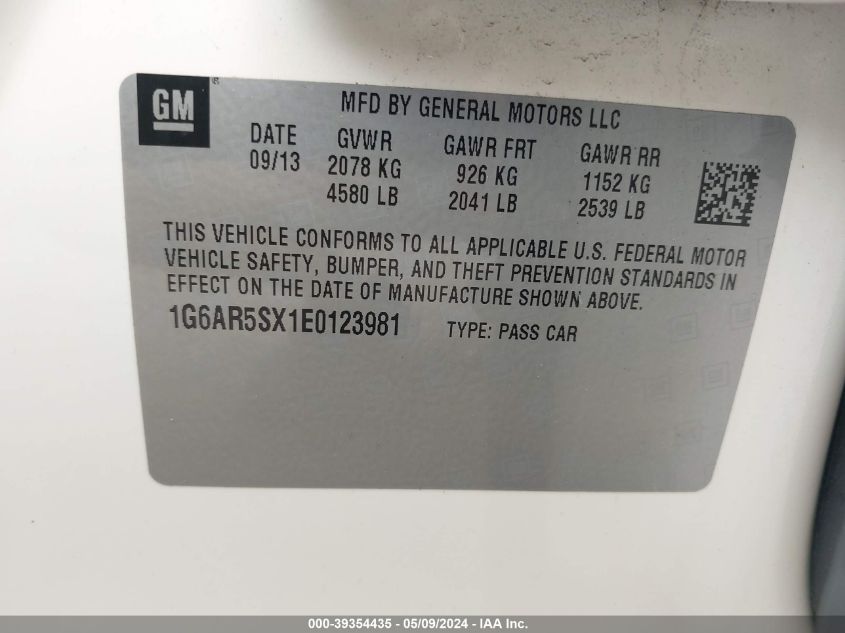 GM
MFD BY GENERAL MOTORS LLC
DATE GVWR GAWR FRT GAWR RR
09/13 2078 KG 926 KG 1152 KG
4580 LB 2041 LB 2539 LB
THIS VEHICLE CONFORMS TO ALL APPLICABLE U.S. FEDERAL MOTOR
VEHICLE SAFETY, BUMPER, AND THEFT PREVENTION STANDARDS IN
EFFECT ON THE DATE OF MANUFACTURE SHOWN ABOVE.
1G6AR5SX1E0123981 TYPE: PASS CAR
000-39354435 - 05/09/2024 - IAA Inc.